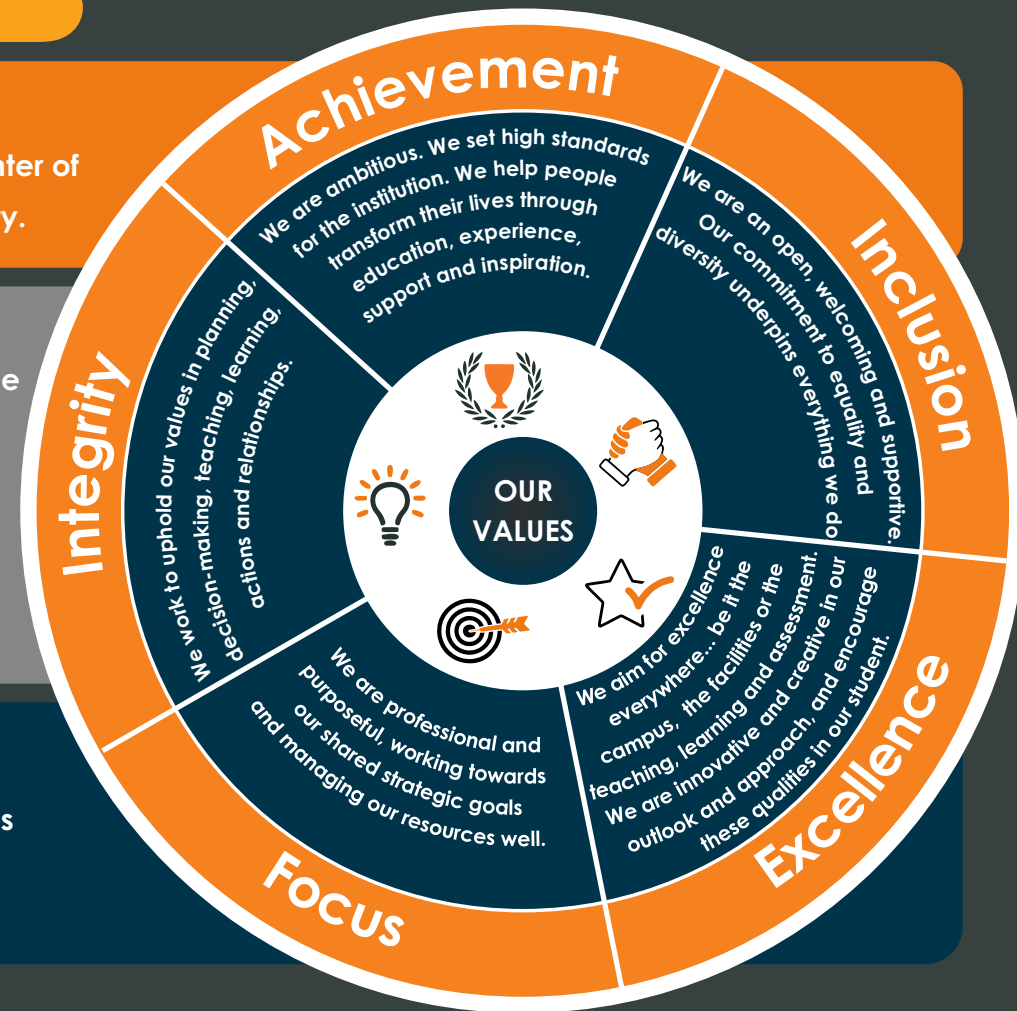 nter of
y.
e
s
Achievement
We are ambitious. We set high standards
for the institution. We help people
transform their lives through
education, experience,
support and inspiration.
Inclusion
We are an open, welcoming and supportive.
Our commitment to equality and
diversity underpins everything we do
Excellence
We aim for excellence
everywhere... be it the
campus, the facilities or the
teaching, learning and assessment.
We are innovative and creative in our
outlook and approach, and encourage
these qualities in our student.
Focus
We are professional and
purposeful, working towards
our shared strategic goals
and managing our resources well.
Integrity
We work to uphold our values in planning,
decision-making, teaching, learning,
actions and relationships.
OUR
VALUES